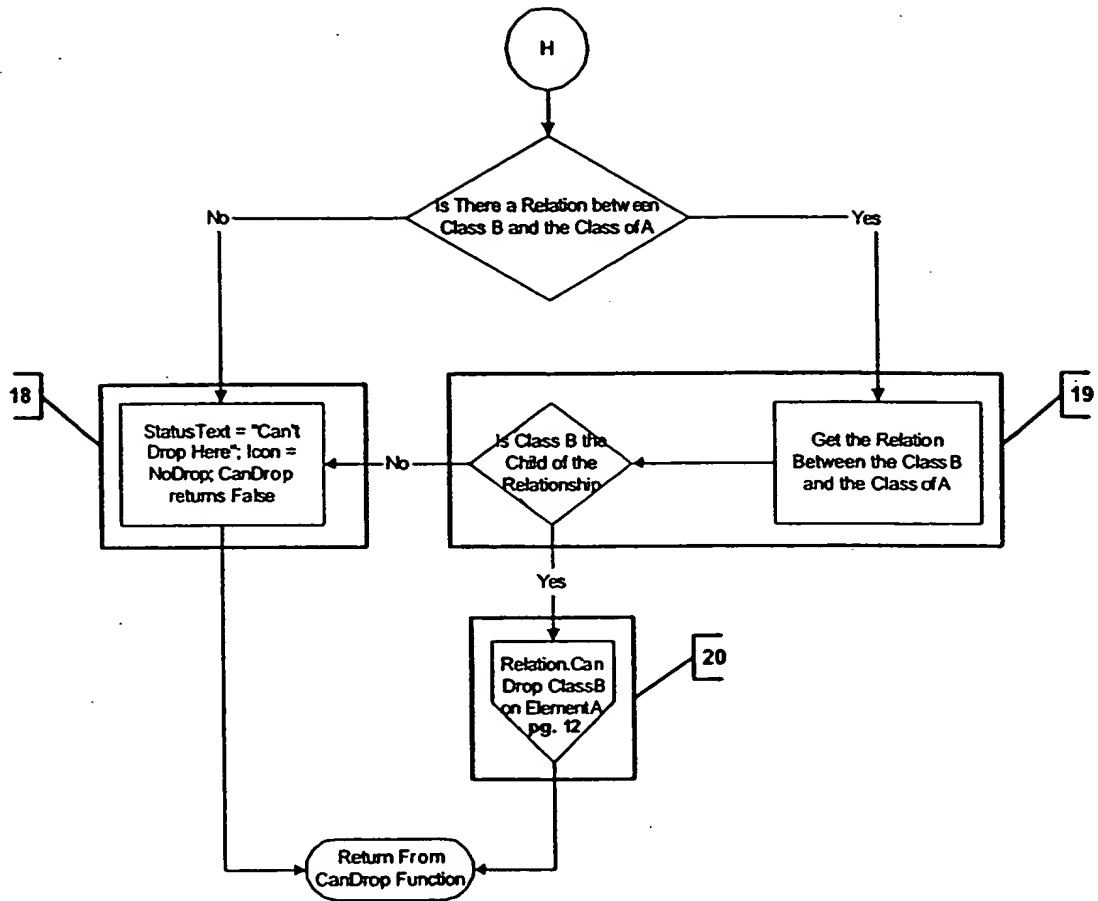 H
Is There a Relation between
Class B and the Class of A
No
Yes
18
19
StatusText = "Can't
Drop Here"; Icon =
NoDrop; CanDrop
returns False
No
Is Class B the
Child of the
Relationship
Get the Relation
Between the Class B
and the Class of A
Yes
20
Relation.Can
Drop ClassB
on ElementA
pg. 12
Return From
CanDrop Function